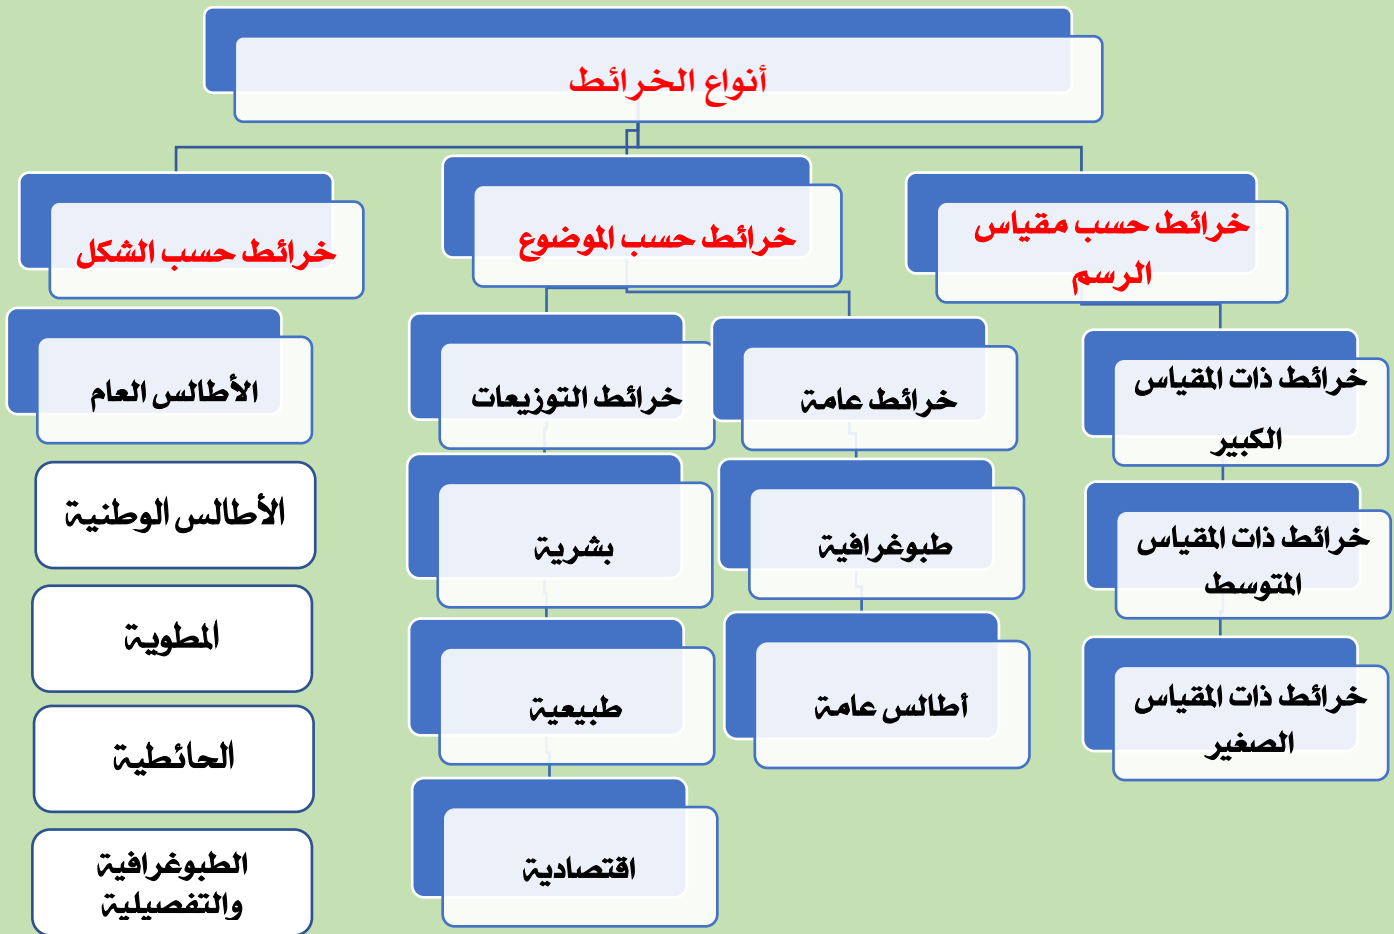 أنواع الخرائط
خرائط حسب مقياس
الرسم
خرائط ذات المقياس
الكبير
خرائط ذات المقياس
المتوسط
خرائط ذات المقياس
الصغير
خرائط حسب الموضوع
خرائط عامة
طبوغرافية
أطالس عامة
خرائط التوزيعات
بشرية
طبيعية
اقتصادية
خرائط حسب الشكل
الأطالس العام
الأطالس الوطنية
المطوية
الحائطية
الطبوغرافية
والتفصيلية